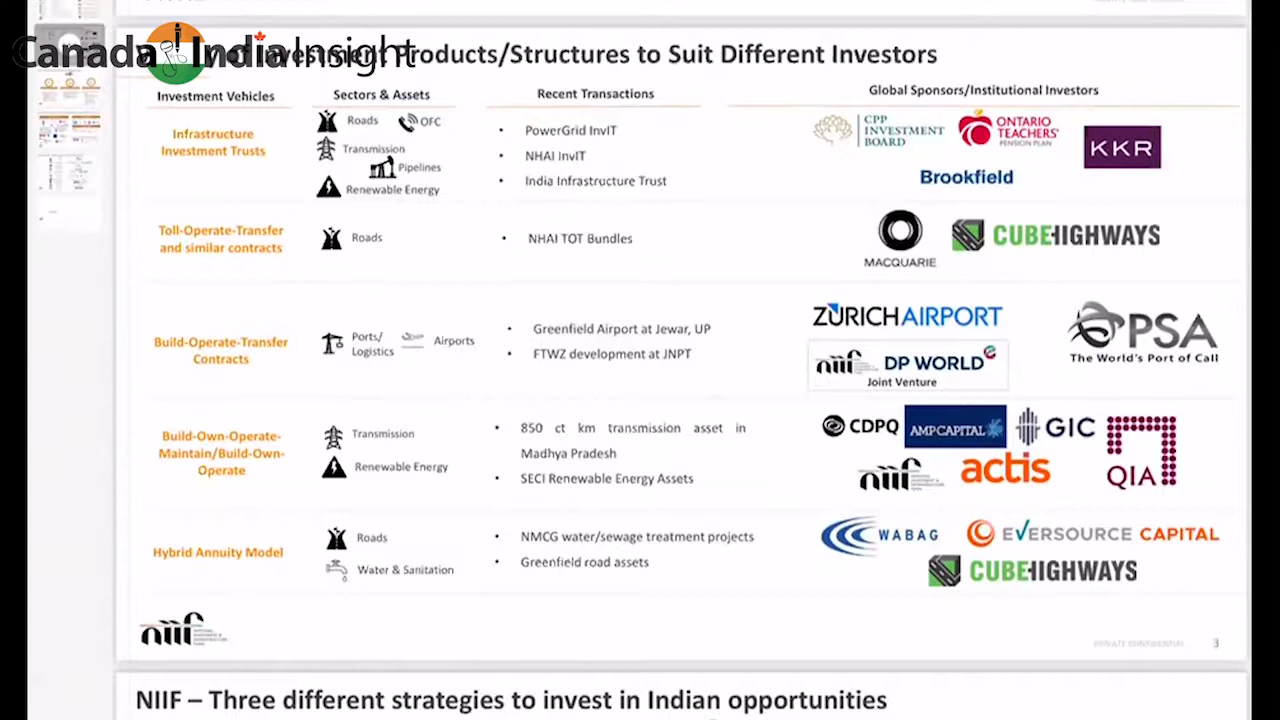 Canada India Insight
of Investment Products/Structures to Suit Different Investors
Investment Vehicles
Sectors & Assets
Recent Transactions
Global Sponsors/Institutional Investors
Infrastructure
Investment Trusts
Roads
OFC
Transmission
Pipelines
Renewable Energy
• PowerGrid InvIT
• NHAI InvIT
• India Infrastructure Trust
CPP
INVESTMENT
BOARD
ONTARIO
TEACHERS'
PENSION PLAN
KKR
Brookfield
Toll-Operate-Transfer
and similar contracts
Roads
• NHAI TOT Bundles
MACQUARIE
CUBEHIGHWAYS
Build-Operate-Transfer
Contracts
Ports/
Logistics
Airports
• Greenfield Airport at Jewar, UP
• FTWZ development at JNPT
ZURICH AIRPORT
niif DP WORLD
Joint Venture
PSA
The World's Port of Call
Build-Own-Operate-
Maintain/Build-Own-
Operate
Transmission
Renewable Energy
• 850 ct km transmission asset in
Madhya Pradesh
• SECI Renewable Energy Assets
CDPQ
AMP CAPITAL
GIC
QIA
niif
actis
Hybrid Annuity Model
Roads
Water & Sanitation
• NMCG water/sewage treatment projects
• Greenfield road assets
WABAG
EVERSOURCE CAPITAL
CUBEHIGHWAYS
niif
PRIVATE CONFIDENTIAL
3
NIIF – Three different strategies to invest in Indian opportunities